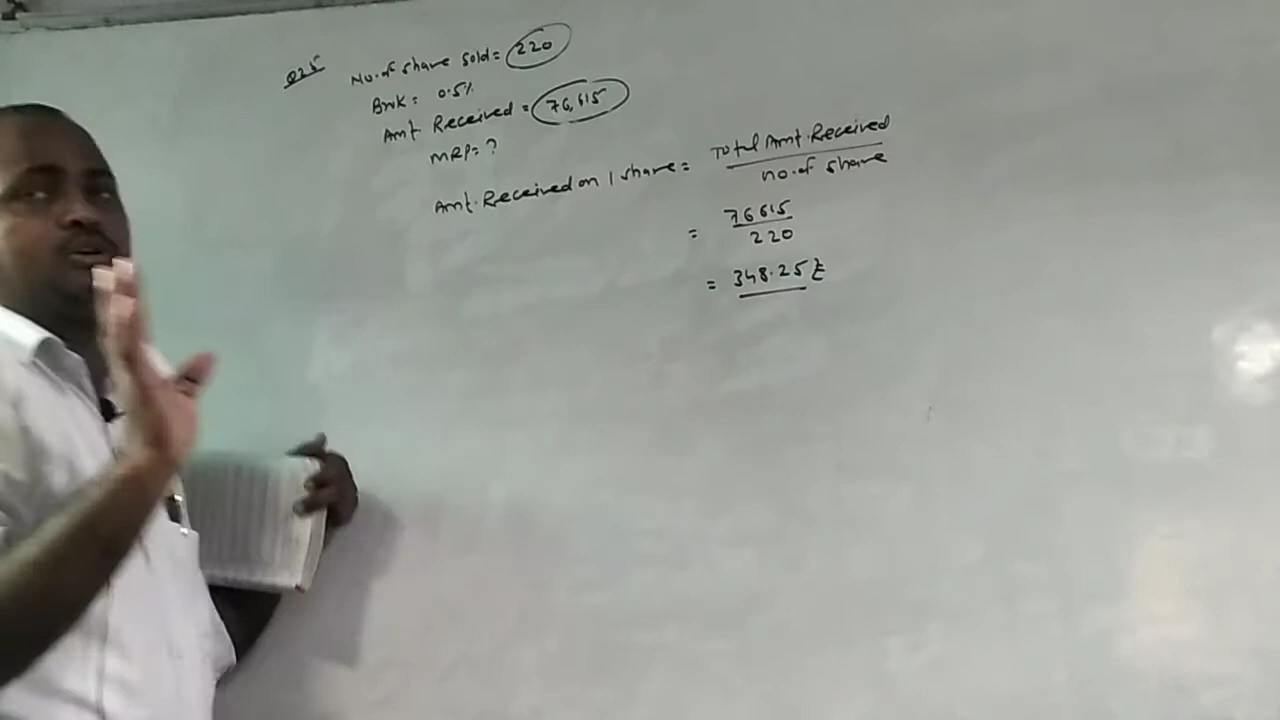 Q25
No. of share sold = 220
Brok = 0.5%
Amt Received = 76,615
MRP = ?
Amt. Received on 1 share = Total Amt. Received / no. of share
= 76615 / 220
= 348.25 ₹